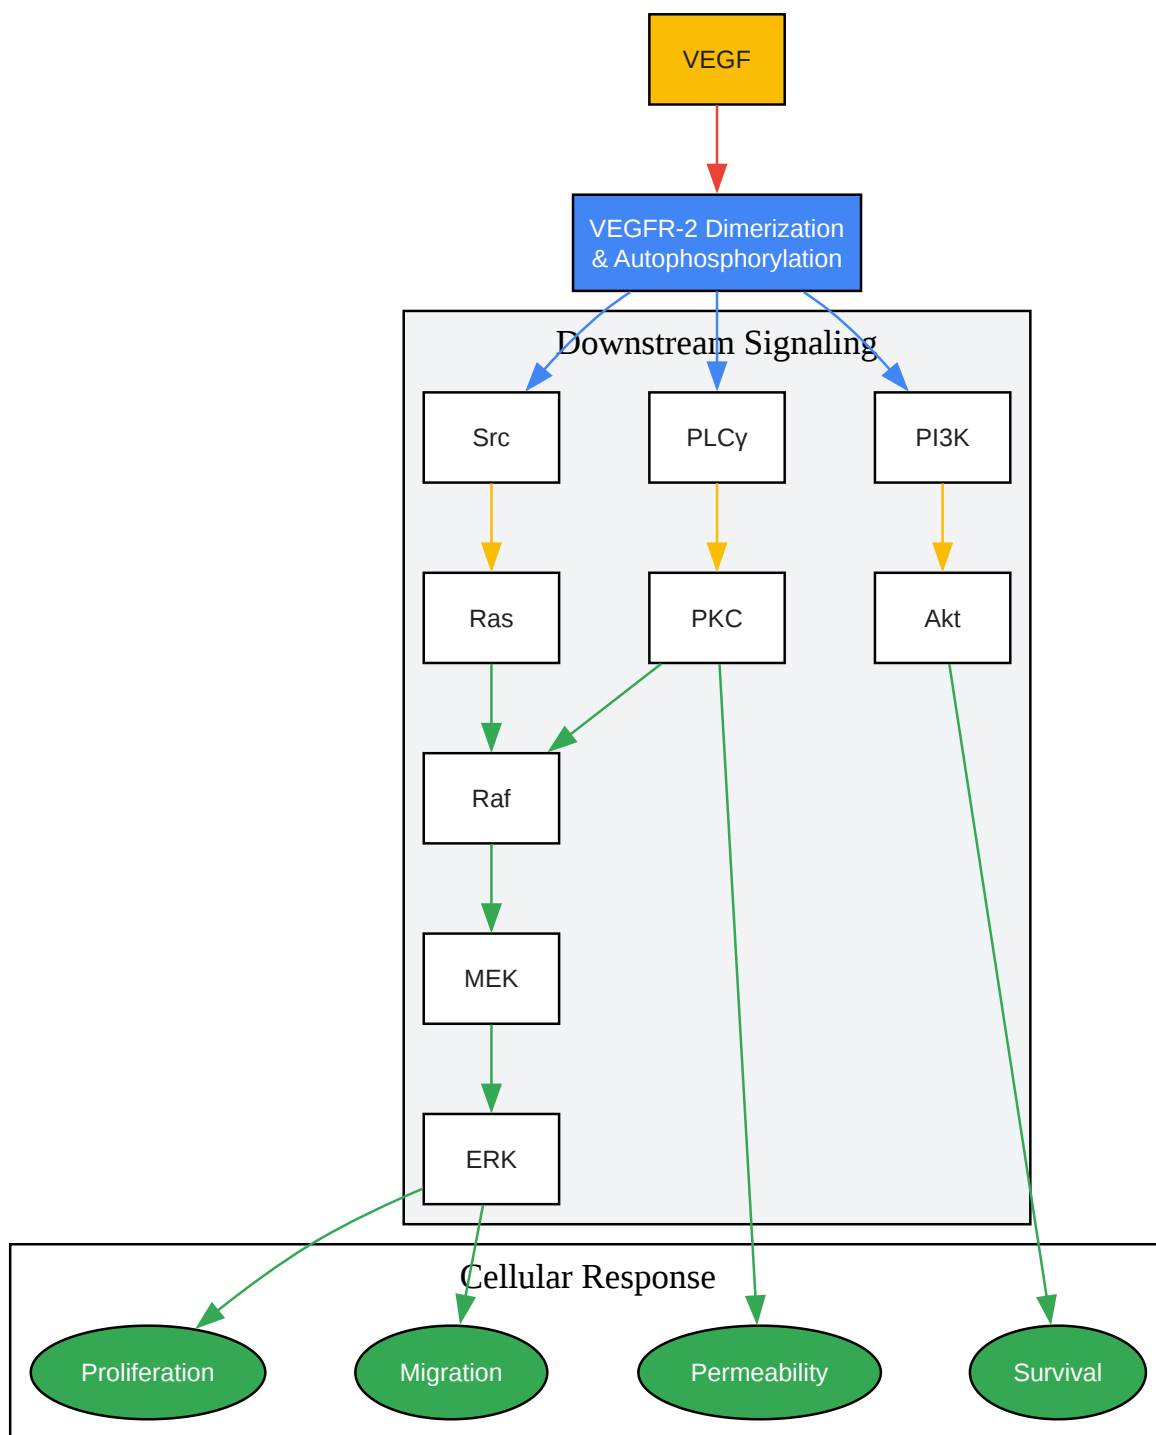 VEGF
VEGFR-2 Dimerization
& Autophosphorylation
Downstream Signaling
Src
PLCγ
PI3K
Ras
PKC
Akt
Raf
MEK
ERK
Cellular Response
Proliferation
Migration
Permeability
Survival